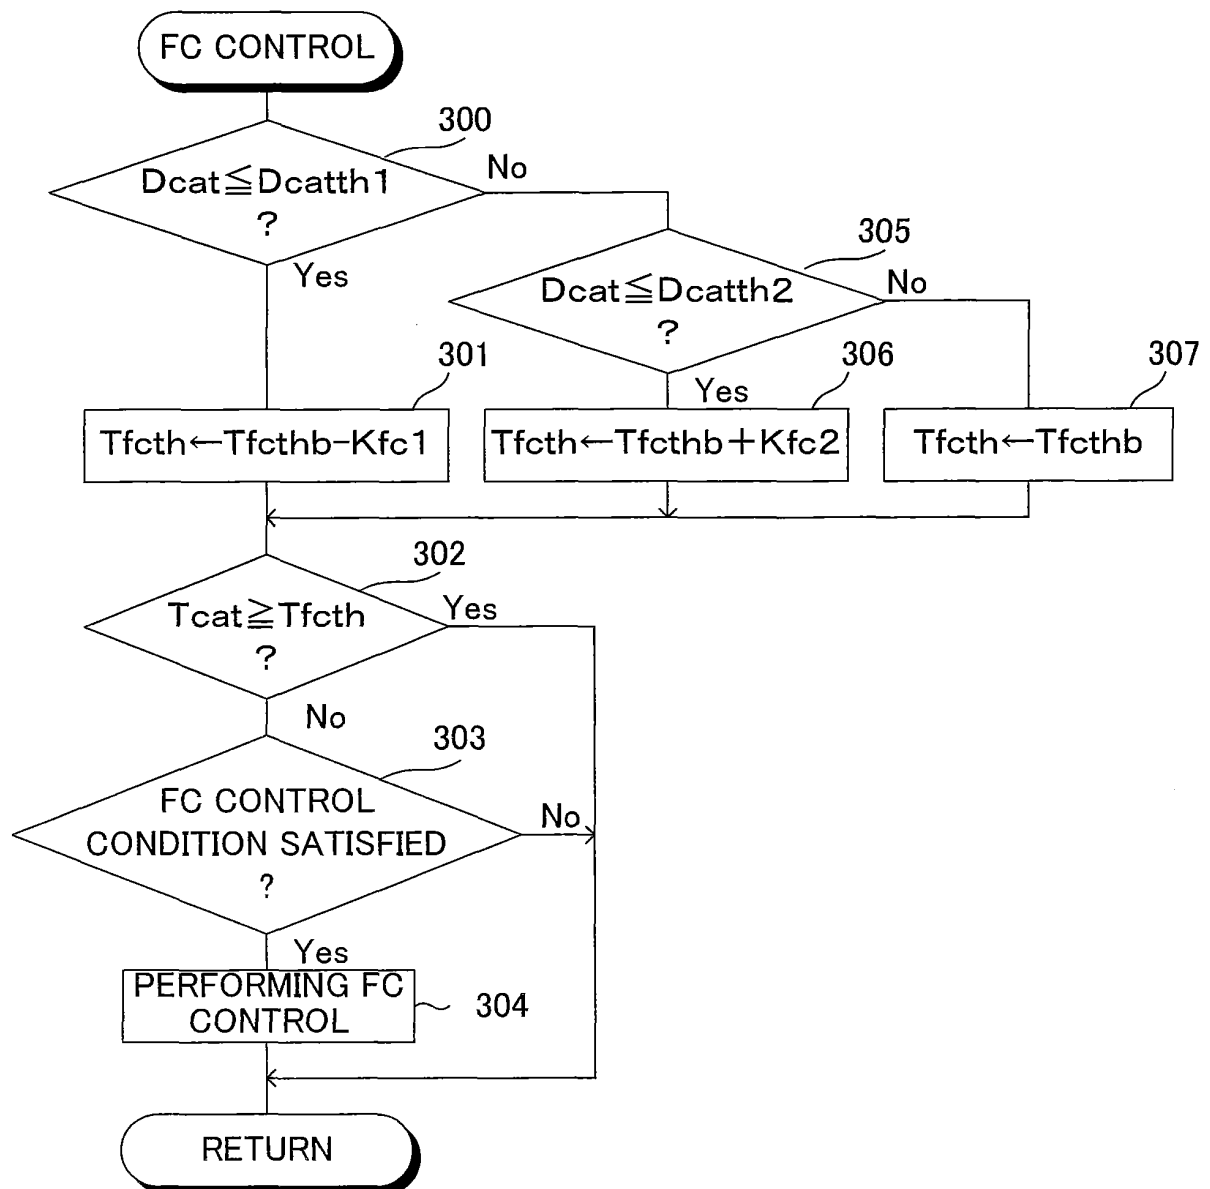 FC CONTROL
300
Dcat≦Dcatth1
?
No
Yes
305
Dcat≦Dcatth2
?
No
Yes
301
Tfcth←Tfcthb−Kfc1
306
Tfcth←Tfcthb＋Kfc2
307
Tfcth←Tfcthb
302
Tcat≧Tfcth
?
Yes
No
303
FC CONTROL
CONDITION SATISFIED
?
No
Yes
PERFORMING FC
CONTROL
304
RETURN